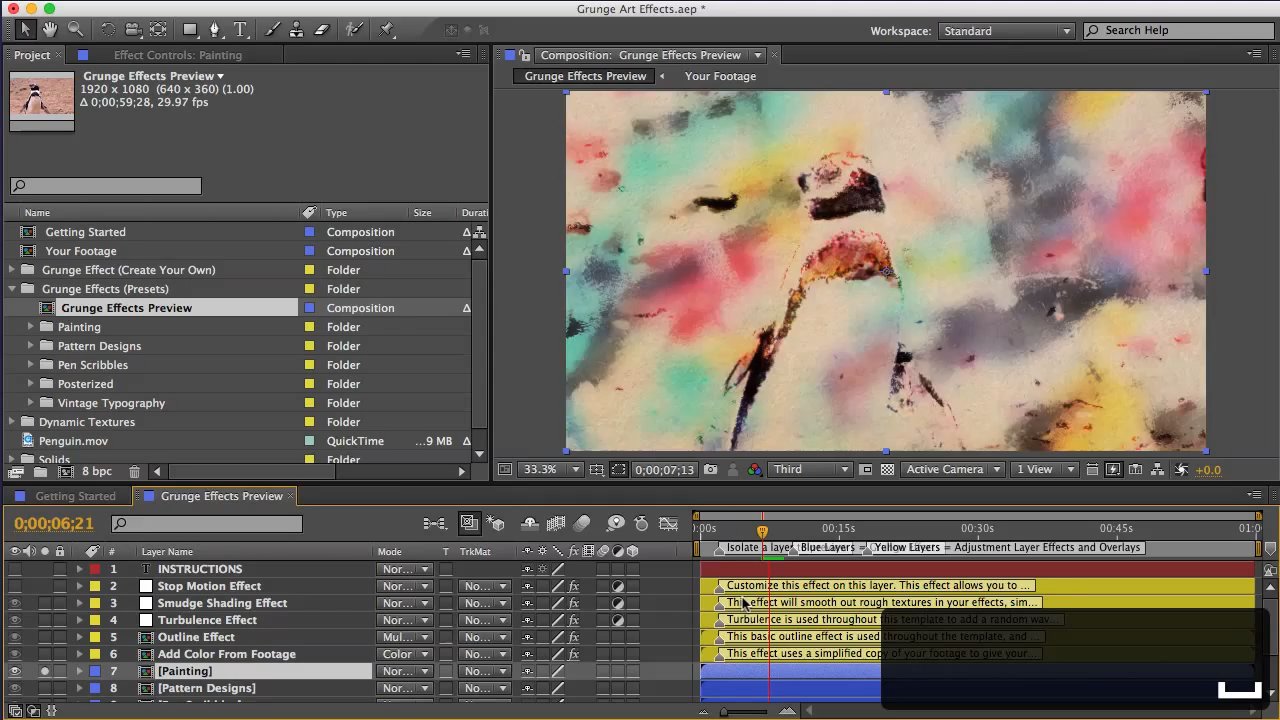 Grunge Art Effects.aep *
Workspace: Standard
Search Help
Project
Effect Controls: Painting
Composition: Grunge Effects Preview
Grunge Effects Preview
1920 x 1080 (640 x 360) (1.00)
Δ 0;00;59;28, 29.97 fps
Grunge Effects Preview
Your Footage
Name Type Size Durati
Getting Started Composition Δ
Your Footage Composition Δ
Grunge Effect (Create Your Own) Folder
Grunge Effects (Presets) Folder
Grunge Effects Preview Composition Δ
Painting Folder
Pattern Designs Folder
Pen Scribbles Folder
Posterized Folder
Vintage Typography Folder
Dynamic Textures Folder
Penguin.mov QuickTime ...9 MB Δ
Solids Folder
8 bpc
33.3% 0;00;07;13 Third Active Camera 1 View +0.0
Getting Started
Grunge Effects Preview
0;00;06;21
:00s 00:15s 00:30s 00:45s 01:0
# Layer Name Mode T TrkMat fx
Isolate a laye Blue Layers = Yellow Layers = Adjustment Layer Effects and Overlays
1 T INSTRUCTIONS Nor...
2 Stop Motion Effect Nor... No... fx Customize this effect on this layer. This effect allows you to ...
3 Smudge Shading Effect Nor... No... fx This effect will smooth out rough textures in your effects, sim...
4 Turbulence Effect Nor... No... fx Turbulence is used throughout this template to add a random wav...
5 Outline Effect Mul... No... fx This basic outline effect is used throughout the template, and ...
6 Add Color From Footage Color No... fx This effect uses a simplified copy of your footage to give your...
7 [Painting] Nor... No...
8 [Pattern Designs] Nor... No...